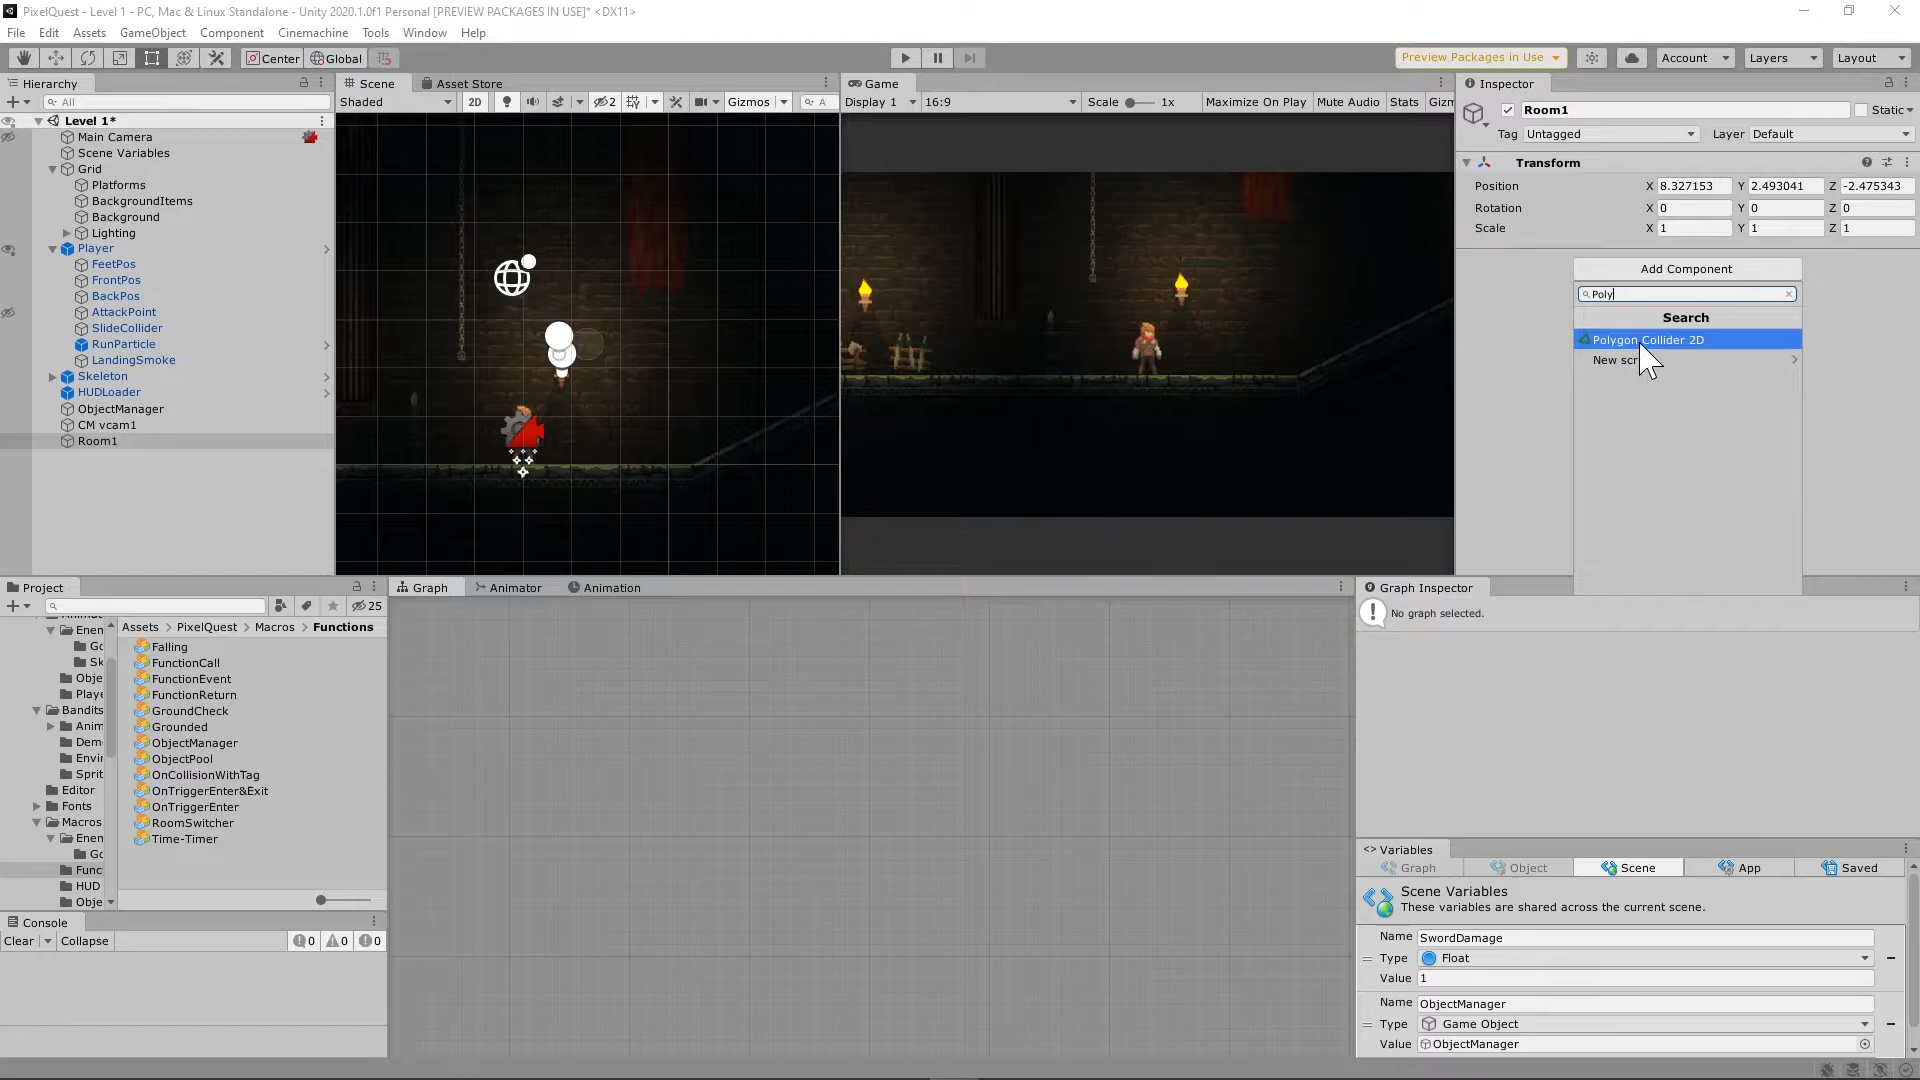 PixelQuest - Level 1 - PC, Mac & Linux Standalone - Unity 2020.1.0f1 Personal [PREVIEW PACKAGES IN USE]* <DX11>
File Edit Assets GameObject Component Cinemachine Tools Window Help
Center Global Preview Packages in Use Account Layers Layout
Hierarchy
All
Level 1*
Main Camera
Scene Variables
Grid
Platforms
BackgroundItems
Background
Lighting
Player
FeetPos
FrontPos
BackPos
AttackPoint
SlideCollider
RunParticle
LandingSmoke
Skeleton
HUDLoader
ObjectManager
CM vcam1
Room1
Scene Asset Store
Shaded 2D 2 Gizmos A
Game
Display 1 16:9 Scale 1x Maximize On Play Mute Audio Stats Gizm
Inspector
Room1 Static
Tag Untagged Layer Default
Transform
Position X 8.327153 Y 2.493041 Z -2.475343
Rotation X 0 Y 0 Z 0
Scale X 1 Y 1 Z 1
Add Component
Poly
Search
Polygon Collider 2D
New scr
Project
25
Enem
Go
Sk
Obje
Playe
Bandits
Anim
Dem
Envir
Sprit
Editor
Fonts
Macros
Enem
Go
Func
HUD
Obje
Assets > PixelQuest > Macros > Functions
Falling
FunctionCall
FunctionEvent
FunctionReturn
GroundCheck
Grounded
ObjectManager
ObjectPool
OnCollisionWithTag
OnTriggerEnter&Exit
OnTriggerEnter
RoomSwitcher
Time-Timer
Console
Clear Collapse 0 0 0
Graph Animator Animation
Graph Inspector
No graph selected.
Variables
Graph Object Scene App Saved
Scene Variables
These variables are shared across the current scene.
Name SwordDamage
Type Float
Value 1
Name ObjectManager
Type Game Object
Value ObjectManager